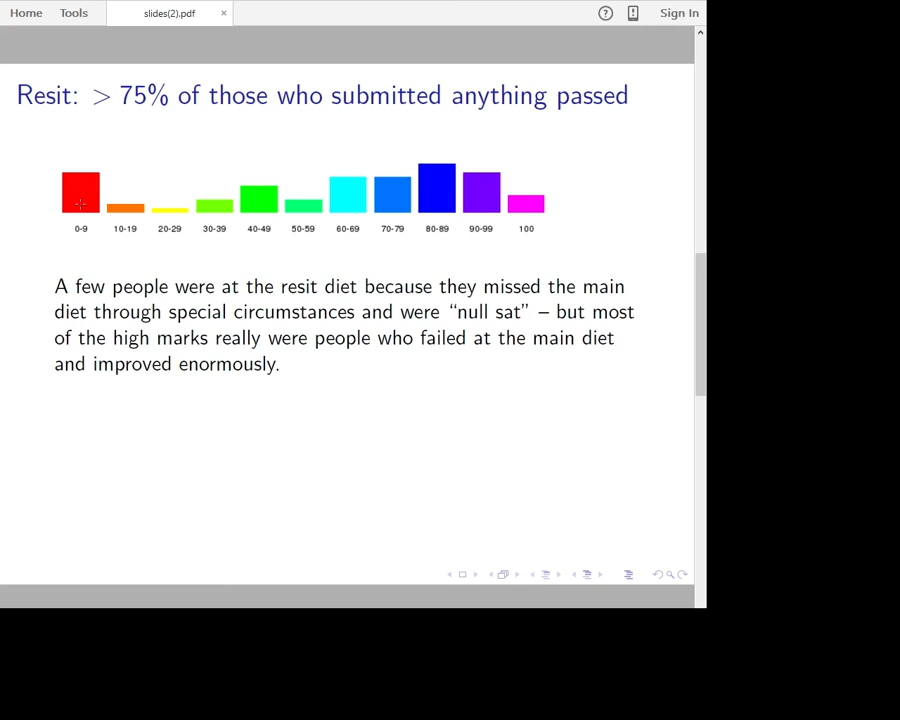 Home Tools slides(2).pdf × ? Sign In
Resit: > 75% of those who submitted anything passed
0-9 10-19 20-29 30-39 40-49 50-59 60-69 70-79 80-89 90-99 100
A few people were at the resit diet because they missed the main
diet through special circumstances and were “null sat” – but most
of the high marks really were people who failed at the main diet
and improved enormously.